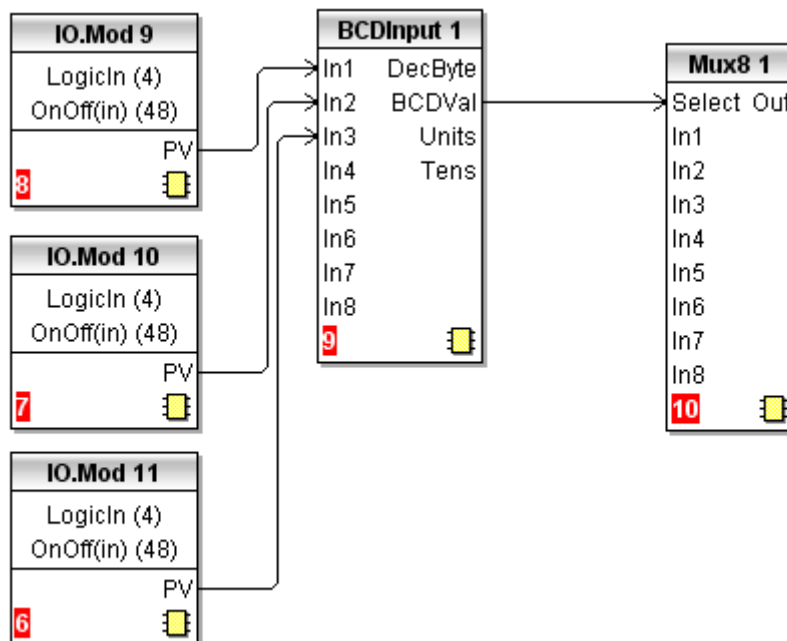 IO.Mod 9
LogicIn (4)
OnOff(in) (48)
PV
8
IO.Mod 10
LogicIn (4)
OnOff(in) (48)
PV
7
IO.Mod 11
LogicIn (4)
OnOff(in) (48)
PV
6
BCDInput 1
In1 DecByte
In2 BCDVal
In3 Units
In4 Tens
In5
In6
In7
In8
9
Mux8 1
Select Out
In1
In2
In3
In4
In5
In6
In7
In8
10